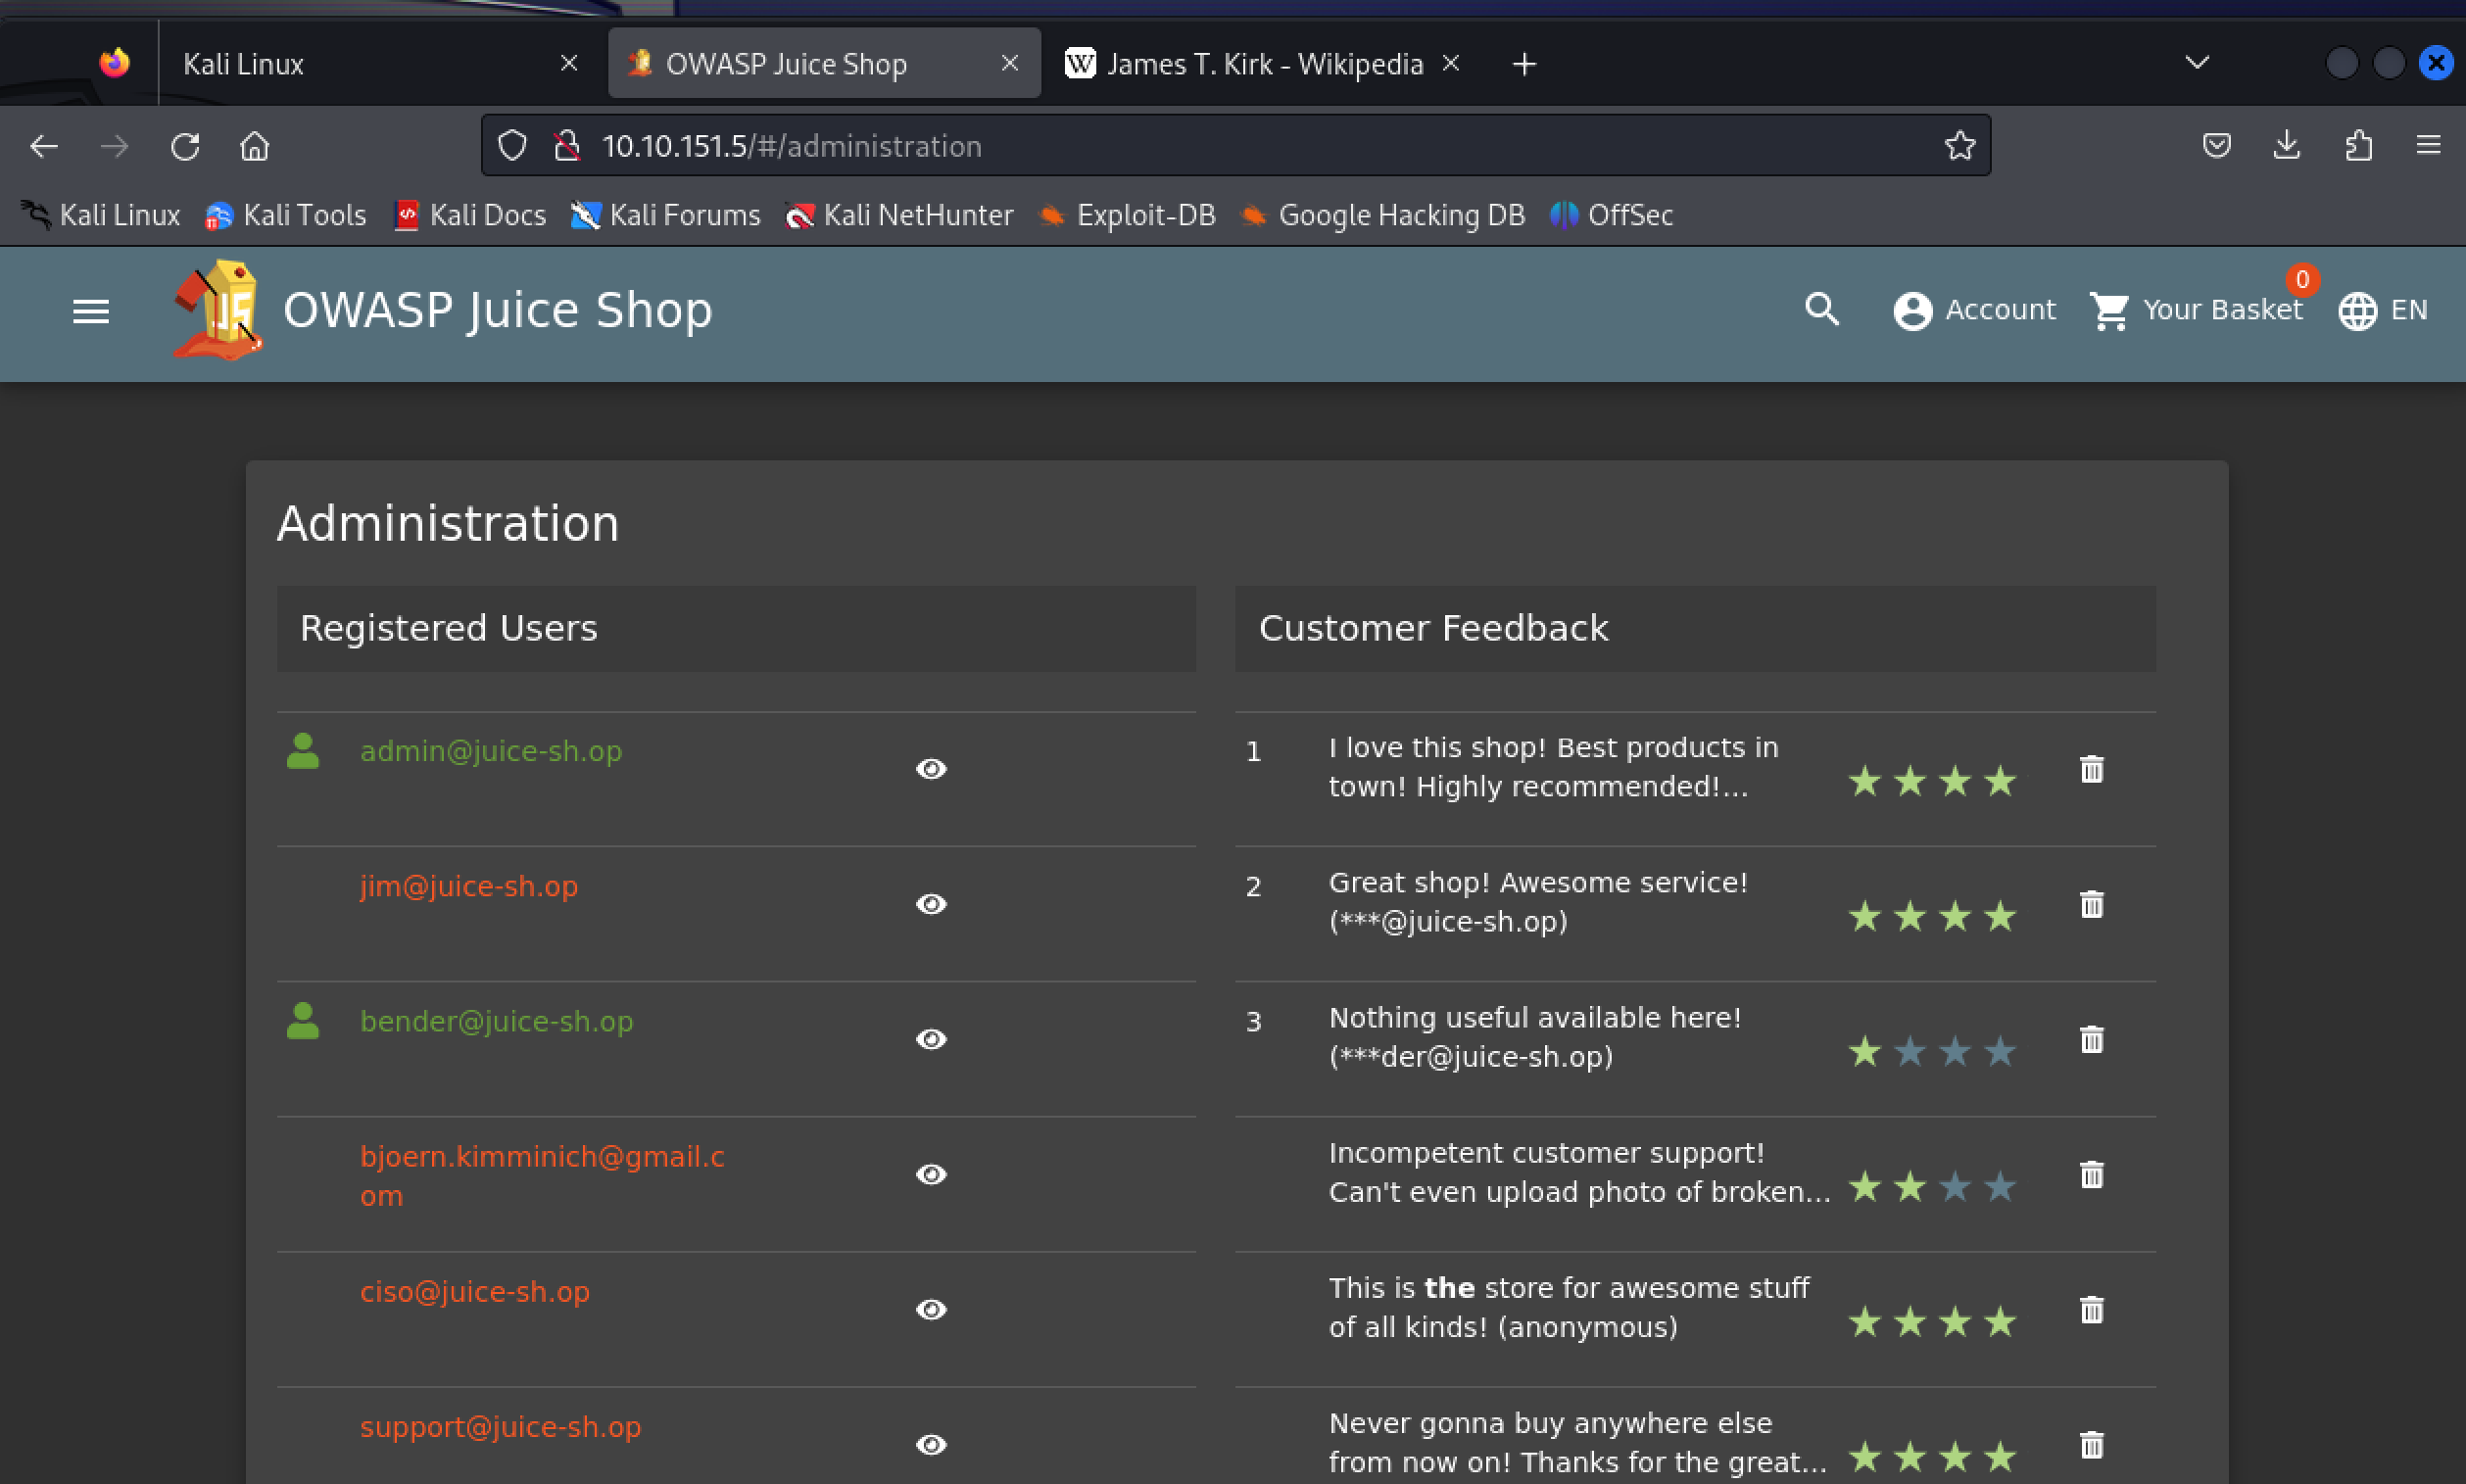 Kali Linux
OWASP Juice Shop
James T. Kirk - Wikipedia
10.10.151.5/#/administration
Kali Linux
Kali Tools
Kali Docs
Kali Forums
Kali NetHunter
Exploit-DB
Google Hacking DB
OffSec
OWASP Juice Shop
Account
Your Basket
0
EN
Administration
Registered Users
admin@juice-sh.op
jim@juice-sh.op
bender@juice-sh.op
bjoern.kimminich@gmail.c
om
ciso@juice-sh.op
support@juice-sh.op
Customer Feedback
1
I love this shop! Best products in
town! Highly recommended!...
2
Great shop! Awesome service!
(***@juice-sh.op)
3
Nothing useful available here!
(***der@juice-sh.op)
Incompetent customer support!
Can't even upload photo of broken...
This is the store for awesome stuff
of all kinds! (anonymous)
Never gonna buy anywhere else
from now on! Thanks for the great...